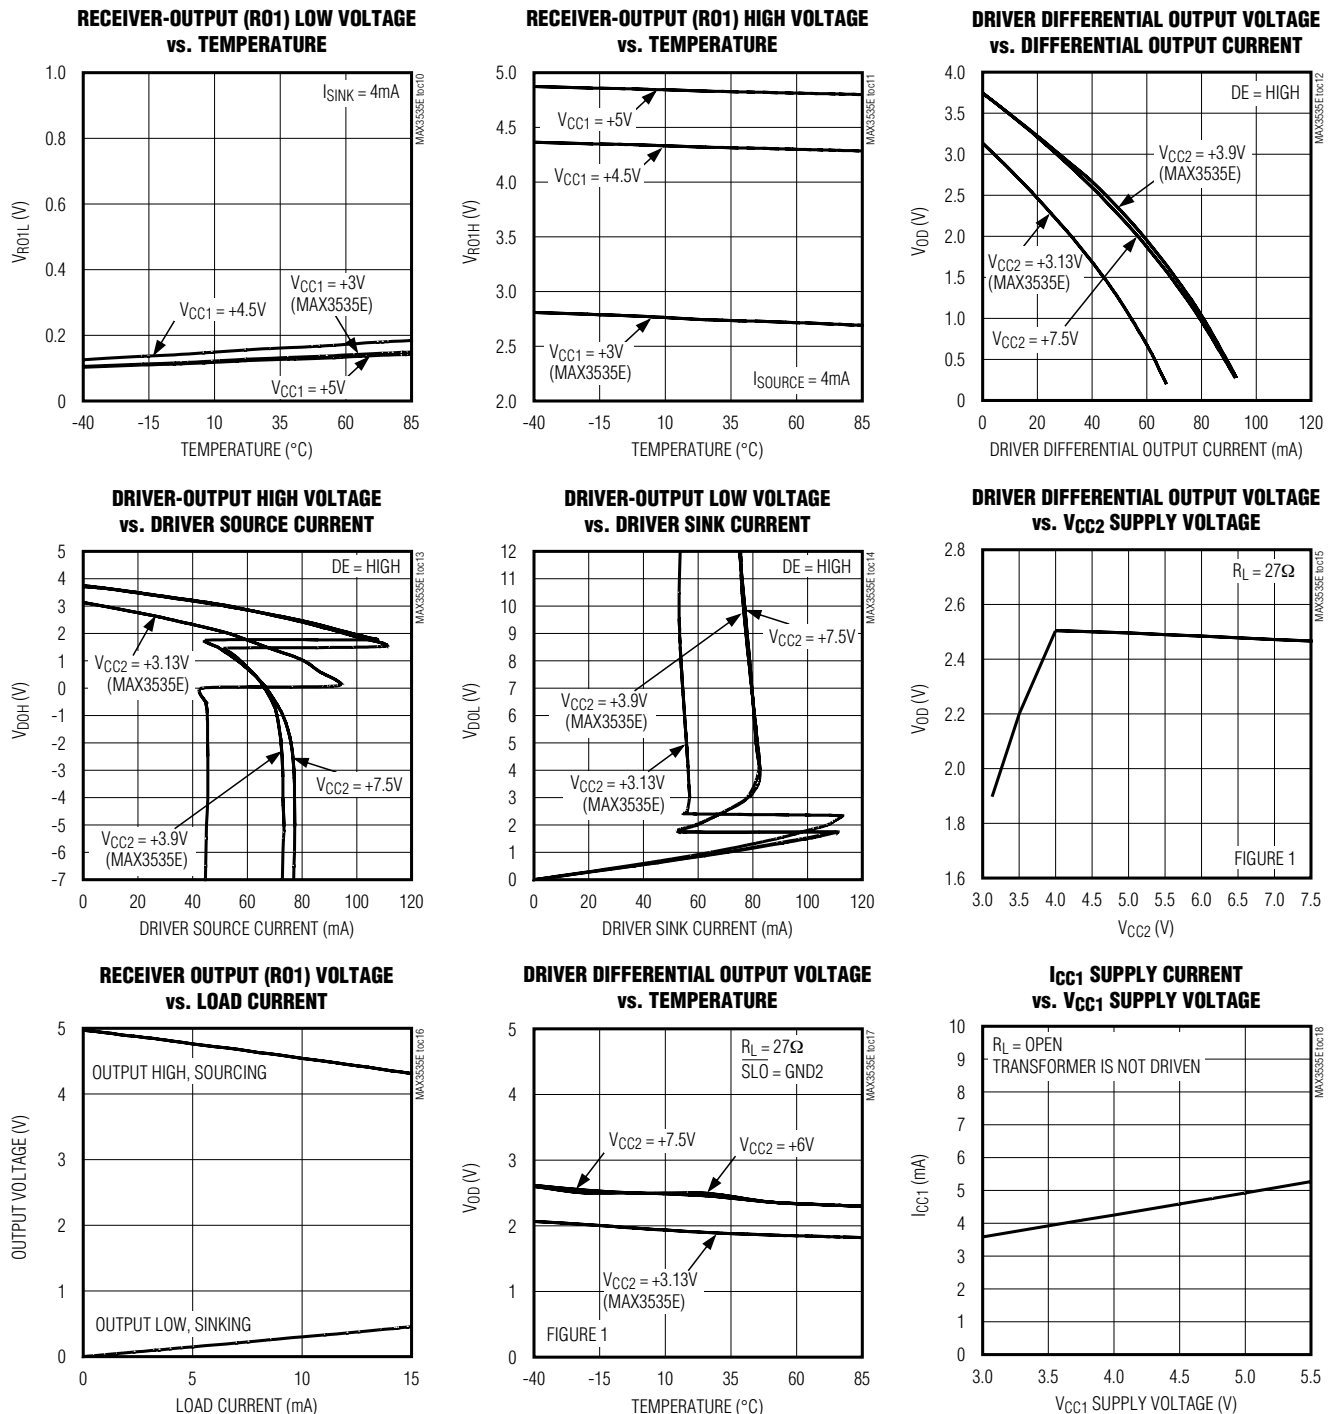 RECEIVER-OUTPUT (RO1) LOW VOLTAGE
vs. TEMPERATURE
1.0
0.8
0.6
0.4
0.2
0
VRO1L (V)
ISINK = 4mA
VCC1 = +4.5V
VCC1 = +3V
(MAX3535E)
VCC1 = +5V
-40 -15 10 35 60 85
TEMPERATURE (°C)
MAX3535E toc10
RECEIVER-OUTPUT (RO1) HIGH VOLTAGE
vs. TEMPERATURE
5.0
4.5
4.0
3.5
3.0
2.5
2.0
VRO1H (V)
VCC1 = +5V
VCC1 = +4.5V
VCC1 = +3V
(MAX3535E)
ISOURCE = 4mA
-40 -15 10 35 60 85
TEMPERATURE (°C)
MAX3535E toc11
DRIVER DIFFERENTIAL OUTPUT VOLTAGE
vs. DIFFERENTIAL OUTPUT CURRENT
4.0
3.5
3.0
2.5
2.0
1.5
1.0
0.5
0
VOD (V)
DE = HIGH
VCC2 = +3.9V
(MAX3535E)
VCC2 = +3.13V
(MAX3535E)
VCC2 = +7.5V
0 20 40 60 80 100 120
DRIVER DIFFERENTIAL OUTPUT CURRENT (mA)
MAX3535E toc12
DRIVER-OUTPUT HIGH VOLTAGE
vs. DRIVER SOURCE CURRENT
5
4
3
2
1
0
-1
-2
-3
-4
-5
-6
-7
VDOH (V)
DE = HIGH
VCC2 = +3.13V
(MAX3535E)
VCC2 = +7.5V
VCC2 = +3.9V
(MAX3535E)
0 20 40 60 80 100 120
DRIVER SOURCE CURRENT (mA)
MAX3535E toc13
DRIVER-OUTPUT LOW VOLTAGE
vs. DRIVER SINK CURRENT
12
10
9
8
7
6
5
4
3
2
1
0
VDOL (V)
DE = HIGH
VCC2 = +7.5V
VCC2 = +3.9V
(MAX3535E)
VCC2 = +3.13V
(MAX3535E)
0 20 40 60 80 100 120
DRIVER SINK CURRENT (mA)
MAX3535E toc14
DRIVER DIFFERENTIAL OUTPUT VOLTAGE
vs. VCC2 SUPPLY VOLTAGE
2.8
2.6
2.4
2.2
2.0
1.8
1.6
VOD (V)
RL = 27Ω
FIGURE 1
3.0 3.5 4.0 4.5 5.0 5.5 6.0 6.5 7.0 7.5
VCC2 (V)
MAX3535E toc15
RECEIVER OUTPUT (RO1) VOLTAGE
vs. LOAD CURRENT
5
4
3
2
1
0
OUTPUT VOLTAGE (V)
OUTPUT HIGH, SOURCING
OUTPUT LOW, SINKING
0 5 10 15
LOAD CURRENT (mA)
MAX3535E toc16
DRIVER DIFFERENTIAL OUTPUT VOLTAGE
vs. TEMPERATURE
5
4
3
2
1
0
VOD (V)
RL = 27Ω
SLO = GND2
VCC2 = +7.5V
VCC2 = +6V
VCC2 = +3.13V
(MAX3535E)
FIGURE 1
-40 -15 10 35 60 85
TEMPERATURE (°C)
MAX3535E toc17
ICC1 SUPPLY CURRENT
vs. VCC1 SUPPLY VOLTAGE
10
9
8
7
6
5
4
3
2
1
0
ICC1 (mA)
RL = OPEN
TRANSFORMER IS NOT DRIVEN
3.0 3.5 4.0 4.5 5.0 5.5
VCC1 SUPPLY VOLTAGE (V)
MAX3535E toc18